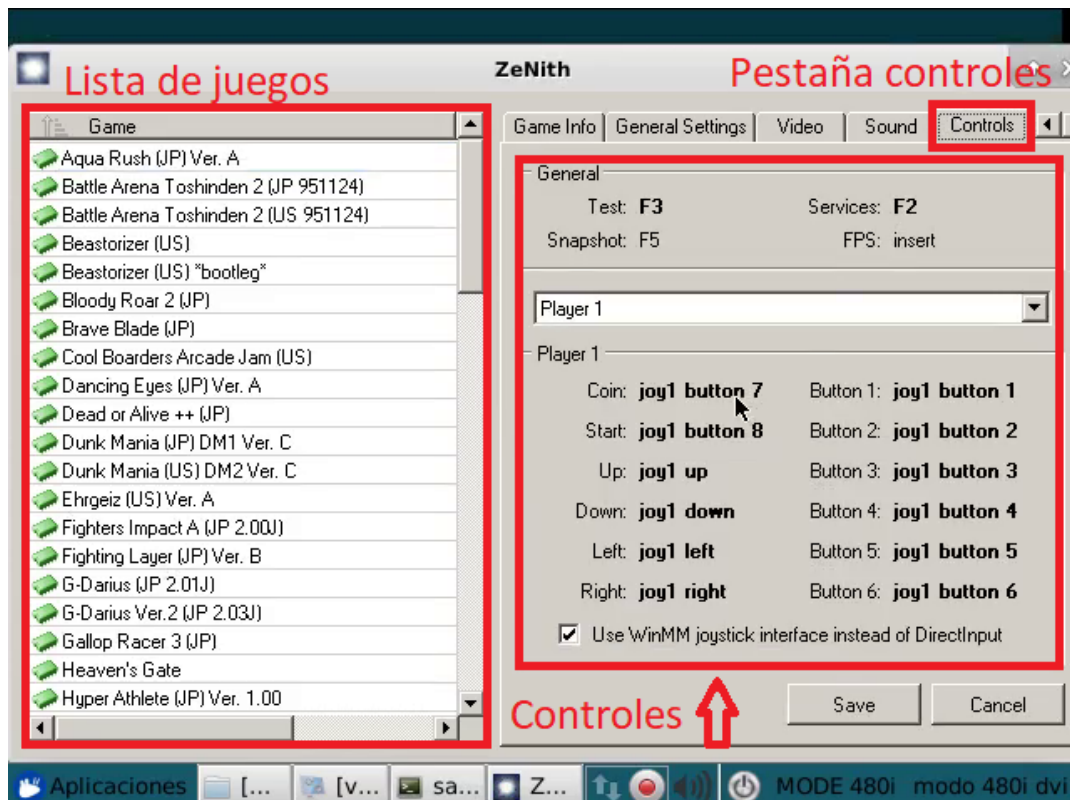 ZeNith
Lista de juegos
Pestaña controles
Game
Aqua Rush (JP) Ver. A
Battle Arena Toshinden 2 (JP 951124)
Battle Arena Toshinden 2 (US 951124)
Beastorizer (US)
Beastorizer (US) *bootleg*
Bloody Roar 2 (JP)
Brave Blade (JP)
Cool Boarders Arcade Jam (US)
Dancing Eyes (JP) Ver. A
Dead or Alive ++ (JP)
Dunk Mania (JP) DM1 Ver. C
Dunk Mania (US) DM2 Ver. C
Ehrgeiz (US) Ver. A
Fighters Impact A (JP 2.00J)
Fighting Layer (JP) Ver. B
G-Darius (JP 2.01J)
G-Darius Ver.2 (JP 2.03J)
Gallop Racer 3 (JP)
Heaven's Gate
Hyper Athlete (JP) Ver. 1.00
Game Info General Settings Video Sound Controls
General
Test: F3 Services: F2
Snapshot: F5 FPS: insert
Player 1
Player 1
Coin: joy1 button 7 Button 1: joy1 button 1
Start: joy1 button 8 Button 2: joy1 button 2
Up: joy1 up Button 3: joy1 button 3
Down: joy1 down Button 4: joy1 button 4
Left: joy1 left Button 5: joy1 button 5
Right: joy1 right Button 6: joy1 button 6
Use WinMM joystick interface instead of DirectInput
Controles
Save Cancel
Aplicaciones [... [v... sa... Z... MODE 480i modo 480i dvi